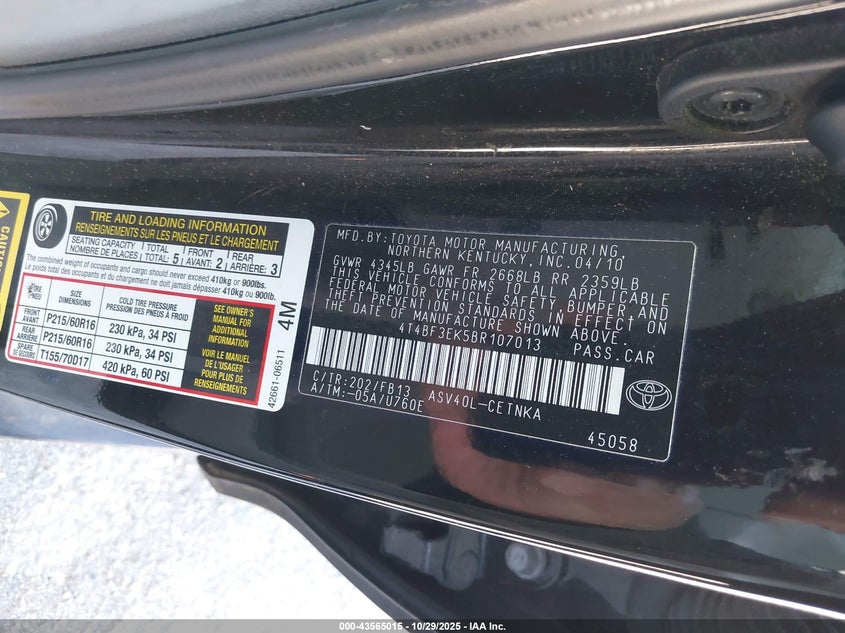 CAUTION
TIRE AND LOADING INFORMATION
RENSEIGNEMENTS SUR LES PNEUS ET LE CHARGEMENT
SEATING CAPACITY
NOMBRE DE PLACES
TOTAL: 5
FRONT
AVANT: 2
REAR
ARRIÈRE: 3
The combined weight of occupants and cargo should never exceed 410kg or 900lbs.
Le poids total des occupants et du chargement ne doit jamais dépasser 410kg ou 900lb.
TIRE
PNEU
SIZE
DIMENSIONS
COLD TIRE PRESSURE
PRESSION DES PNEUS À FROID
FRONT
AVANT
P215/60R16
230 kPa, 34 PSI
REAR
ARRIÈRE
P215/60R16
230 kPa, 34 PSI
SPARE
DE SECOURS
T155/70D17
420 kPa, 60 PSI
SEE OWNER'S
MANUAL FOR
ADDITIONAL
INFORMATION
VOIR LE MANUEL
DE L'USAGER
POUR PLUS DE
RENSEIGNEMENTS
4M
42661-06511
MFD.BY:TOYOTA MOTOR MANUFACTURING,
NORTHERN KENTUCKY, INC.04/10
GVWR 4345LB GAWR FR 2668LB RR 2359LB
THIS VEHICLE CONFORMS TO ALL APPLICABLE
FEDERAL MOTOR VEHICLE SAFETY, BUMPER, AND
THEFT PREVENTION STANDARDS IN EFFECT ON
THE DATE OF MANUFACTURE SHOWN ABOVE.
4T4BF3EK5BR107013 PASS.CAR
C/TR:202/FB13 ASV40L-CETNKA
A/TM:-05A/U760E
45058
000-43565015 | 10/29/2025 | IAA Inc.